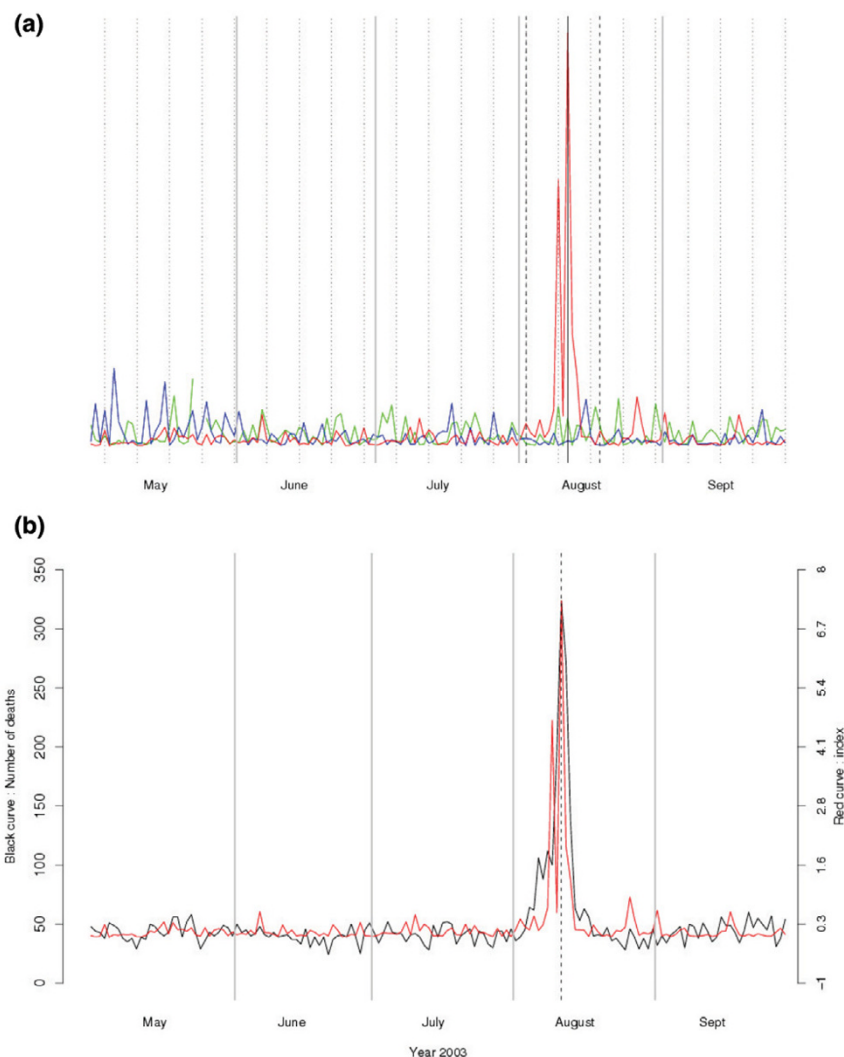 (a)
May June July August Sept
(b)
Black curve : Number of deaths
350
300
250
200
150
100
50
0
Red curve : index
8
6.7
5.4
4.1
2.8
1.6
0.3
−1
May June July August Sept
Year 2003